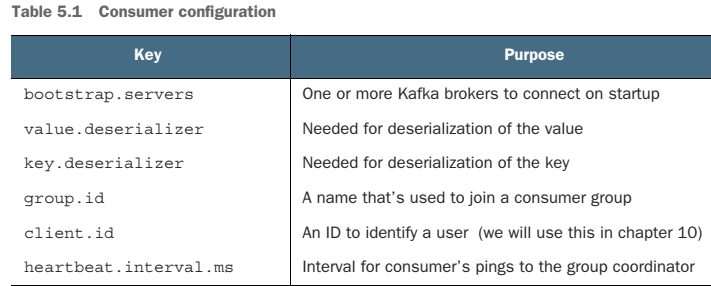 Table 5.1 Consumer configuration
Key Purpose
bootstrap.servers One or more Kafka brokers to connect on startup
value.deserializer Needed for deserialization of the value
key.deserializer Needed for deserialization of the key
group.id A name that's used to join a consumer group
client.id An ID to identify a user (we will use this in chapter 10)
heartbeat.interval.ms Interval for consumer's pings to the group coordinator